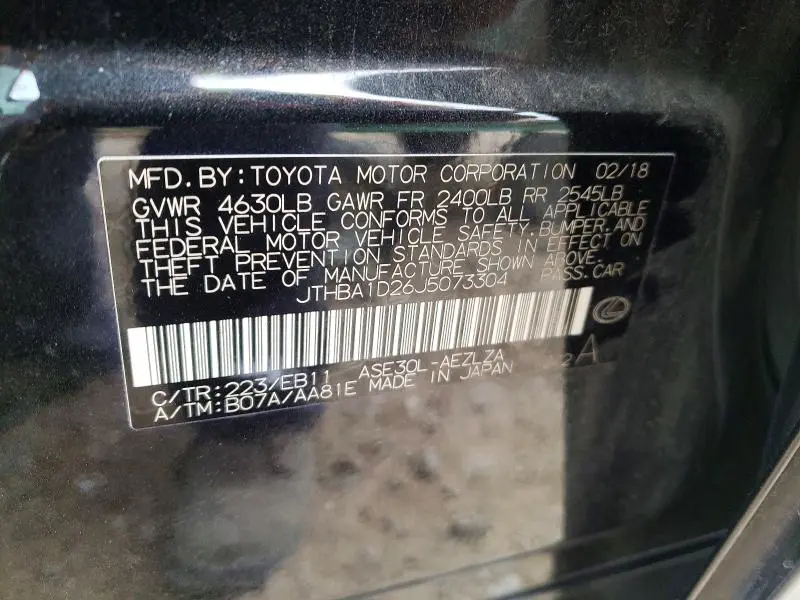 MFD.BY:TOYOTA MOTOR CORPORATION 02/18
GVWR 4630LB GAWR FR 2400LB RR 2545LB
THIS VEHICLE CONFORMS TO ALL APPLICABLE
FEDERAL MOTOR VEHICLE SAFETY,BUMPER,AND
THEFT PREVENTION STANDARDS IN EFFECT ON
THE DATE OF MANUFACTURE SHOWN ABOVE.
JTHBA1D26J5073304 PASS.CAR
C/TR:223/EB11 ASE30L-AEZLZA 2A
A/TM:B07A/AA81E MADE IN JAPAN